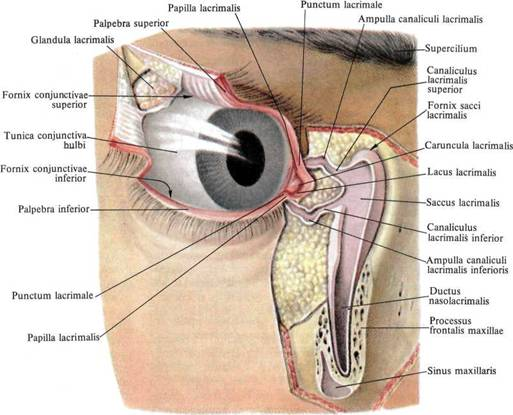 Papilla lacrimalis
Punctum lacrimale
Palpebra superior
Ampulla canaliculi lacrimalis
Glandula lacrimalis
Supercilium
Canaliculus
lacrimalis
superior
Fornix conjunctivae
superior
Fornix sacci
lacrimalis
Tunica conjunctiva
bulbi
Caruncula lacrimalis
Fornix conjunctivae
inferior
Lacus lacrimalis
Saccus lacrimalis
Palpebra inferior
Canaliculus
lacrimalis inferior
Ampulla canaliculi
lacrimalis inferioris
Punctum lacrimale
Ductus
nasolacrimalis
Processus
frontalis maxillae
Papilla lacrimalis
Sinus maxillaris